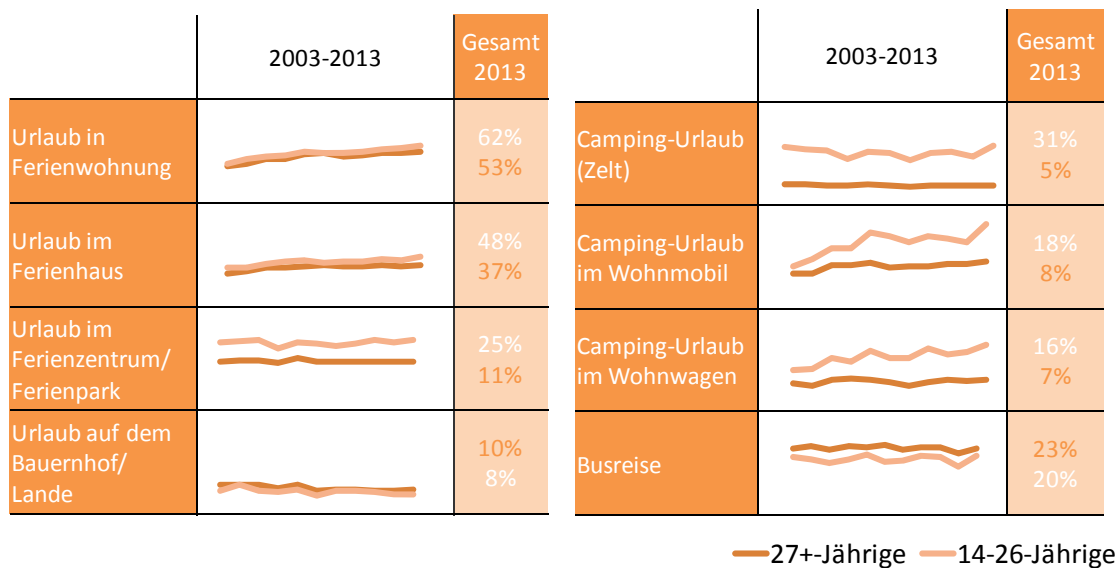 2003-2013
Gesamt
2013
Urlaub in
Ferienwohnung
62%
53%
Urlaub im
Ferienhaus
48%
37%
Urlaub im
Ferienzentrum/
Ferienpark
25%
11%
Urlaub auf dem
Bauernhof/
Lande
10%
8%
2003-2013
Gesamt
2013
Camping-Urlaub
(Zelt)
31%
5%
Camping-Urlaub
im Wohnmobil
18%
8%
Camping-Urlaub
im Wohnwagen
16%
7%
Busreise
23%
20%
27+-Jährige
14-26-Jährige